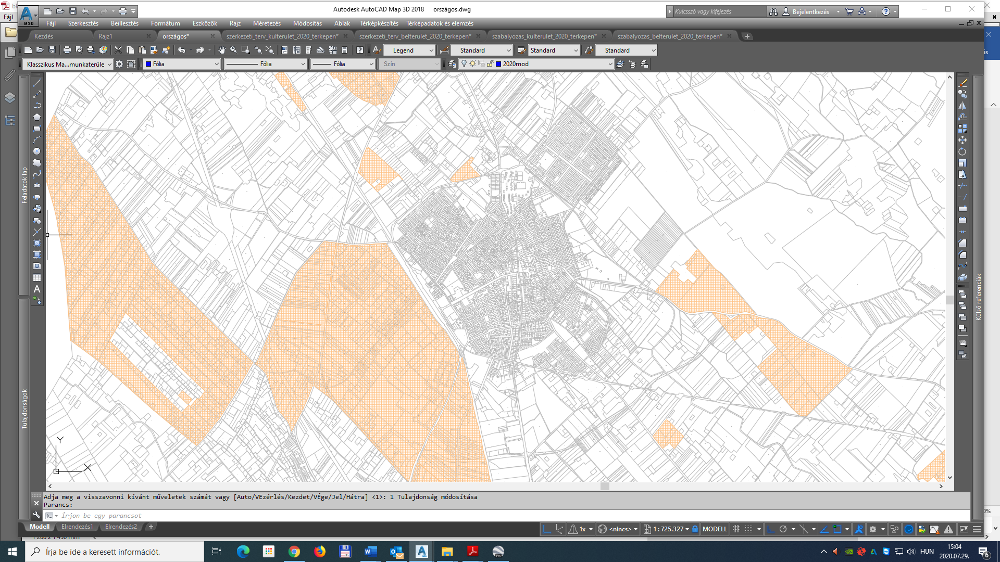 Autodesk AutoCAD Map 3D 2018 országos.dwg
Kulcsszó vagy kifejezés
Bejelentkezés
M3D
Fájl
Fájl Szerkesztés Beillesztés Formátum Eszközök Rajz Méretezés Módosítás Ablak Térképkészítés Térképadatok és elemzés
Kezdés Rajz1 országos* szerkezeti_terv_kulterulet_2020_terkepen* szerkezeti_terv_belterulet_2020_terkepen* szabalyozas_kulterulet_2020_terkepen* szabalyozas_belterulet_2020_terkepen*
Legend Standard Standard Standard
Klasszikus Ma...munkaterüle Fólia Fólia Fólia Szín 2020mod
Feladatok lap
Tulajdonságok
Külső referenciák
Y
X
Adja meg a visszavonni kívánt műveletek számát vagy [Auto/VEzérlés/Kezdet/VÉge/Jel/Hátra] <1>: 1 Tulajdonság módosítása
Parancs:
Írjon be egy parancsot
Modell Elrendezés1 Elrendezés2
1x <nincs> 1 : 725.327 MODELL
Írja be ide a keresett információt.
HUN
15:04
2020.07.29.
6